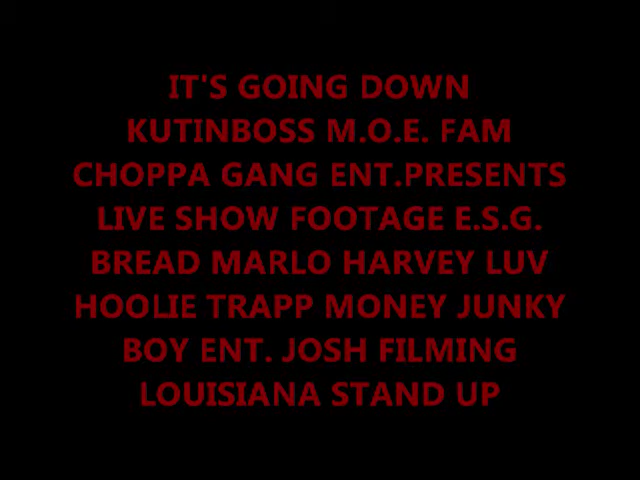 IT'S GOING DOWN
KUTINBOSS M.O.E. FAM
CHOPPA GANG ENT.PRESENTS
LIVE SHOW FOOTAGE E.S.G.
BREAD MARLO HARVEY LUV
HOOLIE TRAPP MONEY JUNKY
BOY ENT. JOSH FILMING
LOUISIANA STAND UP